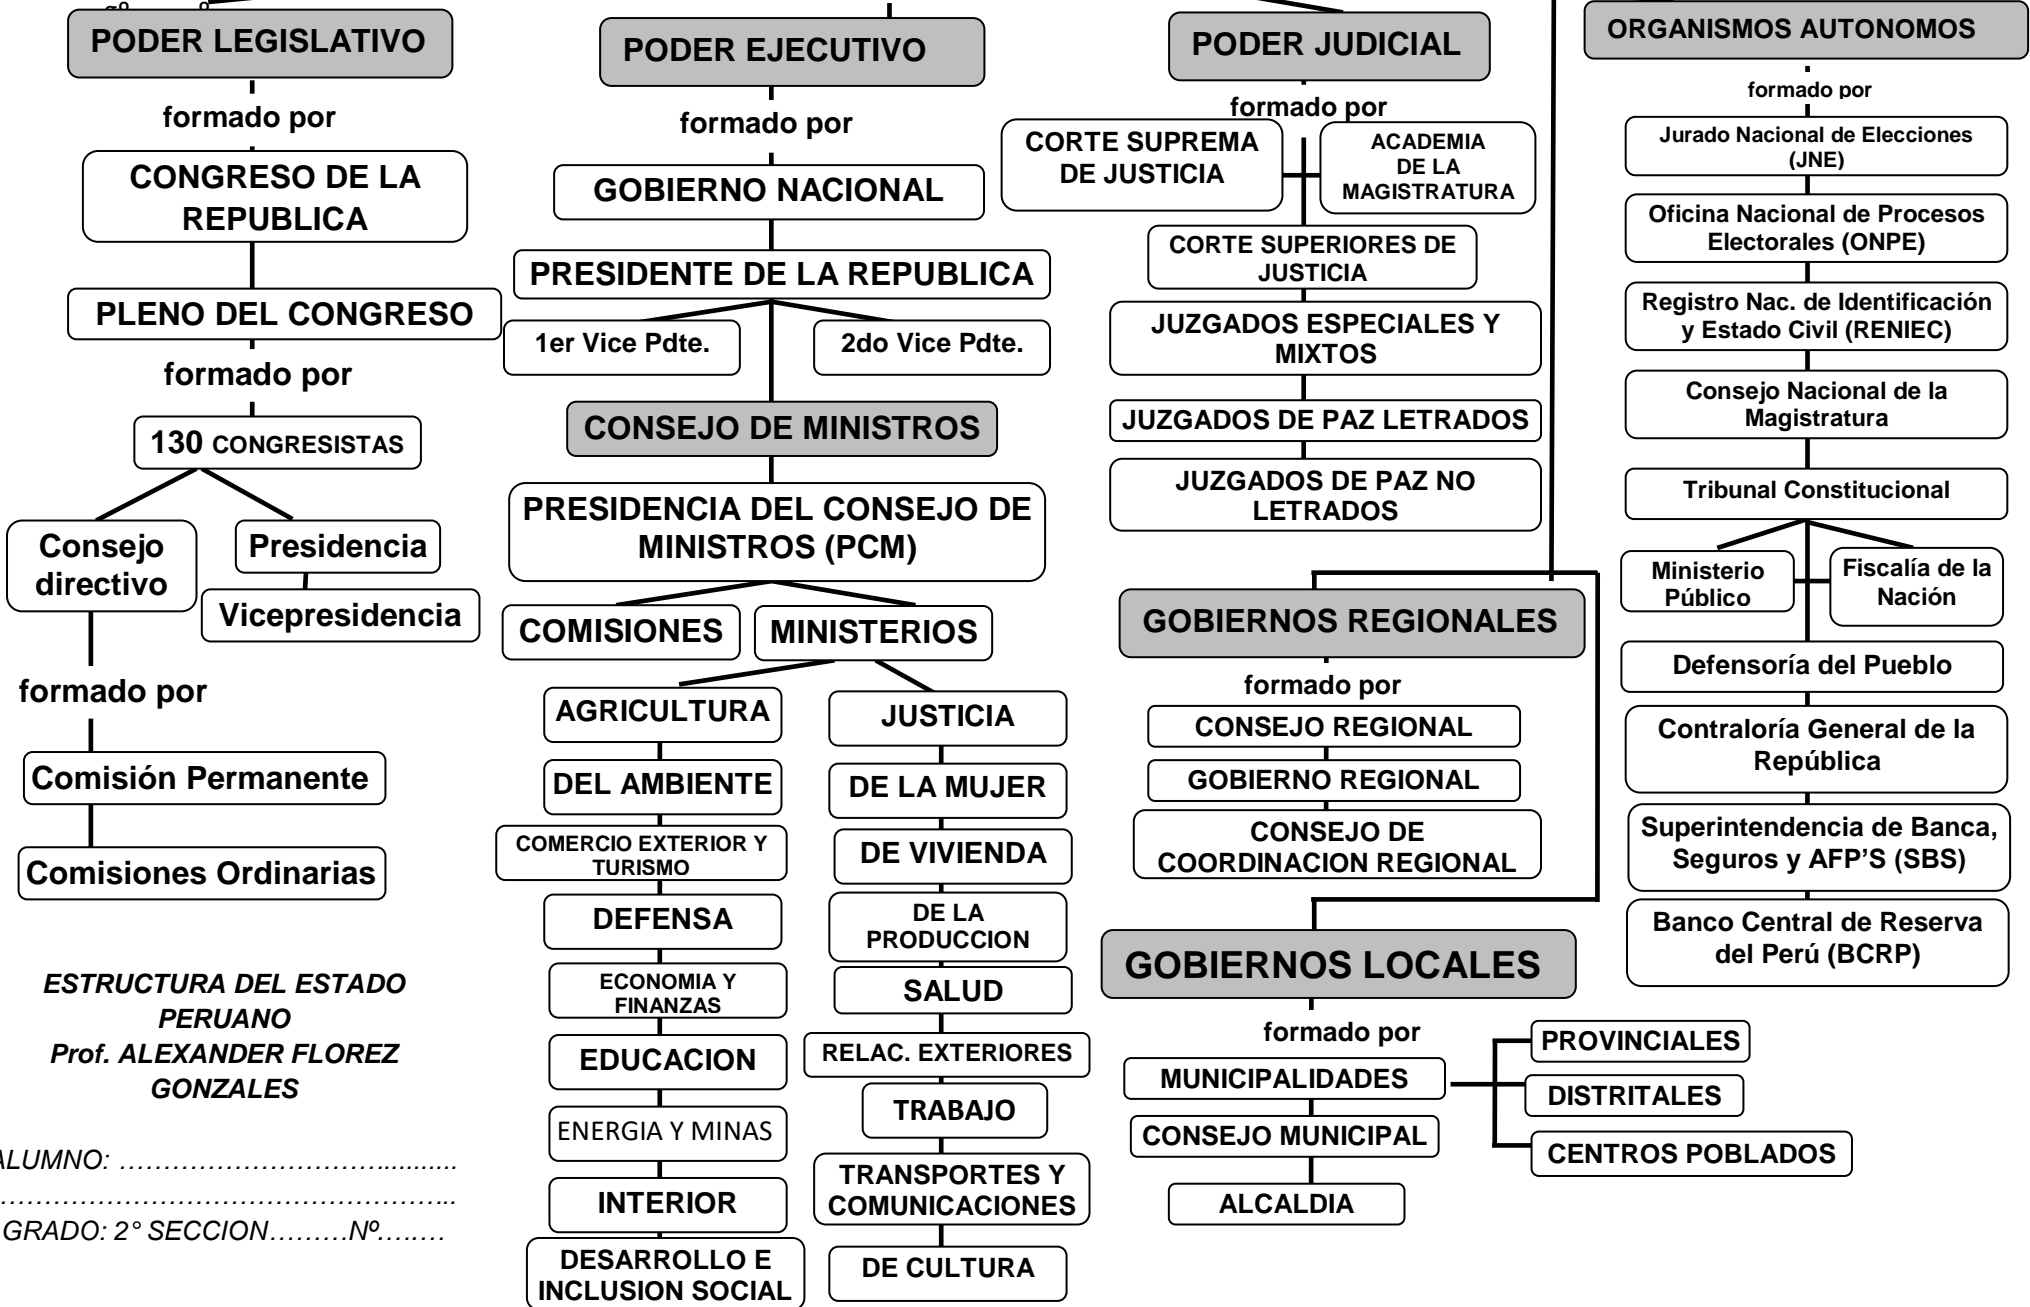 PODER LEGISLATIVO
formado por
CONGRESO DE LA
REPUBLICA
PLENO DEL CONGRESO
formado por
130 CONGRESISTAS
Consejo
directivo
Presidencia
Vicepresidencia
formado por
Comisión Permanente
Comisiones Ordinarias
ESTRUCTURA DEL ESTADO
PERUANO
Prof. ALEXANDER FLOREZ
GONZALES
ALUMNO: …………………………..........
…………………………………………...
GRADO: 2° SECCION………Nº…..…
PODER EJECUTIVO
formado por
GOBIERNO NACIONAL
PRESIDENTE DE LA REPUBLICA
1er Vice Pdte.
2do Vice Pdte.
CONSEJO DE MINISTROS
PRESIDENCIA DEL CONSEJO DE
MINISTROS (PCM)
COMISIONES
MINISTERIOS
AGRICULTURA
DEL AMBIENTE
COMERCIO EXTERIOR Y
TURISMO
DEFENSA
ECONOMIA Y
FINANZAS
EDUCACION
ENERGIA Y MINAS
INTERIOR
DESARROLLO E
INCLUSION SOCIAL
JUSTICIA
DE LA MUJER
DE VIVIENDA
DE LA
PRODUCCION
SALUD
RELAC. EXTERIORES
TRABAJO
TRANSPORTES Y
COMUNICACIONES
DE CULTURA
PODER JUDICIAL
formado por
CORTE SUPREMA
DE JUSTICIA
ACADEMIA
DE LA
MAGISTRATURA
CORTE SUPERIORES DE
JUSTICIA
JUZGADOS ESPECIALES Y
MIXTOS
JUZGADOS DE PAZ LETRADOS
JUZGADOS DE PAZ NO
LETRADOS
GOBIERNOS REGIONALES
formado por
CONSEJO REGIONAL
GOBIERNO REGIONAL
CONSEJO DE
COORDINACION REGIONAL
GOBIERNOS LOCALES
formado por
MUNICIPALIDADES
CONSEJO MUNICIPAL
ALCALDIA
PROVINCIALES
DISTRITALES
CENTROS POBLADOS
ORGANISMOS AUTONOMOS
formado por
Jurado Nacional de Elecciones
(JNE)
Oficina Nacional de Procesos
Electorales (ONPE)
Registro Nac. de Identificación
y Estado Civil (RENIEC)
Consejo Nacional de la
Magistratura
Tribunal Constitucional
Ministerio
Público
Fiscalía de la
Nación
Defensoría del Pueblo
Contraloría General de la
República
Superintendencia de Banca,
Seguros y AFP'S (SBS)
Banco Central de Reserva
del Perú (BCRP)